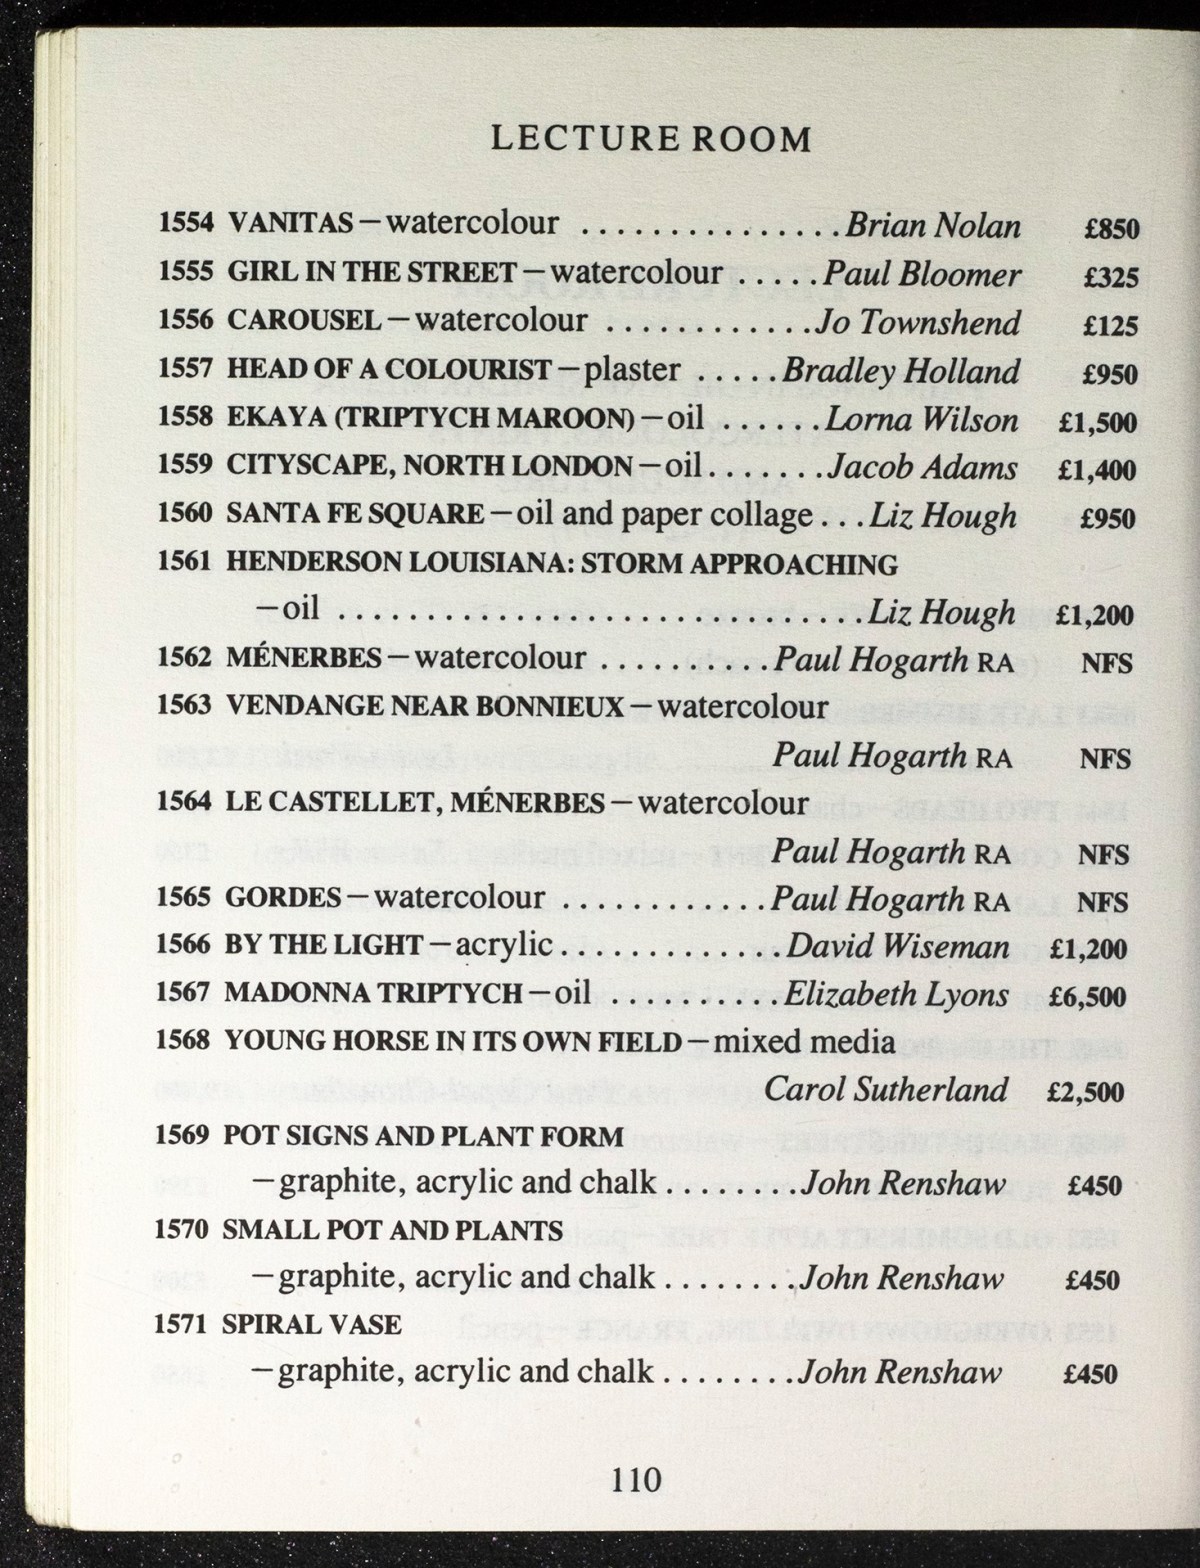 LECTURE ROOM
1554 VANITAS – watercolour ............... Brian Nolan £850
1555 GIRL IN THE STREET – watercolour ..... Paul Bloomer £325
1556 CAROUSEL – watercolour ............ Jo Townshend £125
1557 HEAD OF A COLOURIST – plaster ..... Bradley Holland £950
1558 EKAYA (TRIPTYCH MAROON) – oil ...... Lorna Wilson £1,500
1559 CITYSCAPE, NORTH LONDON – oil ....... Jacob Adams £1,400
1560 SANTA FE SQUARE – oil and paper collage ... Liz Hough £950
1561 HENDERSON LOUISIANA: STORM APPROACHING
– oil ................................ Liz Hough £1,200
1562 MÉNERBES – watercolour .......... Paul Hogarth RA NFS
1563 VENDANGE NEAR BONNIEUX – watercolour
Paul Hogarth RA NFS
1564 LE CASTELLET, MÉNERBES – watercolour
Paul Hogarth RA NFS
1565 GORDES – watercolour ............ Paul Hogarth RA NFS
1566 BY THE LIGHT – acrylic ............. David Wiseman £1,200
1567 MADONNA TRIPTYCH – oil .......... Elizabeth Lyons £6,500
1568 YOUNG HORSE IN ITS OWN FIELD – mixed media
Carol Sutherland £2,500
1569 POT SIGNS AND PLANT FORM
– graphite, acrylic and chalk ........ John Renshaw £450
1570 SMALL POT AND PLANTS
– graphite, acrylic and chalk ........ John Renshaw £450
1571 SPIRAL VASE
– graphite, acrylic and chalk ........ John Renshaw £450
110